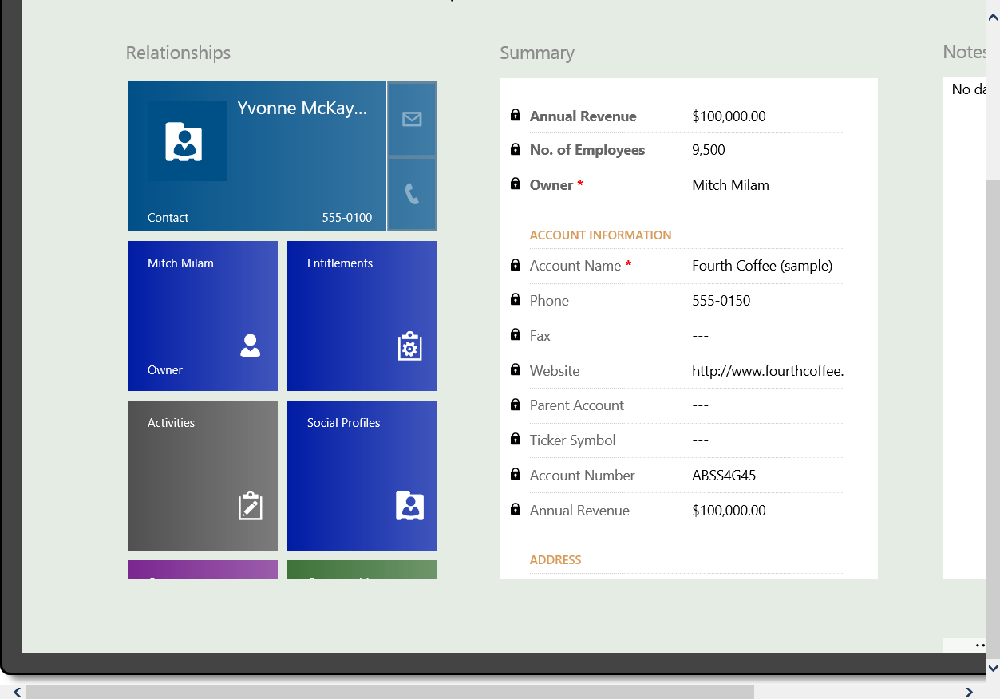 Relationships
Yvonne McKay...
Contact 555-0100
Mitch Milam
Owner
Entitlements
Activities
Social Profiles
Summary
Annual Revenue $100,000.00
No. of Employees 9,500
Owner * Mitch Milam
ACCOUNT INFORMATION
Account Name * Fourth Coffee (sample)
Phone 555-0150
Fax ---
Website http://www.fourthcoffee.
Parent Account ---
Ticker Symbol ---
Account Number ABSS4G45
Annual Revenue $100,000.00
ADDRESS
Notes
No da